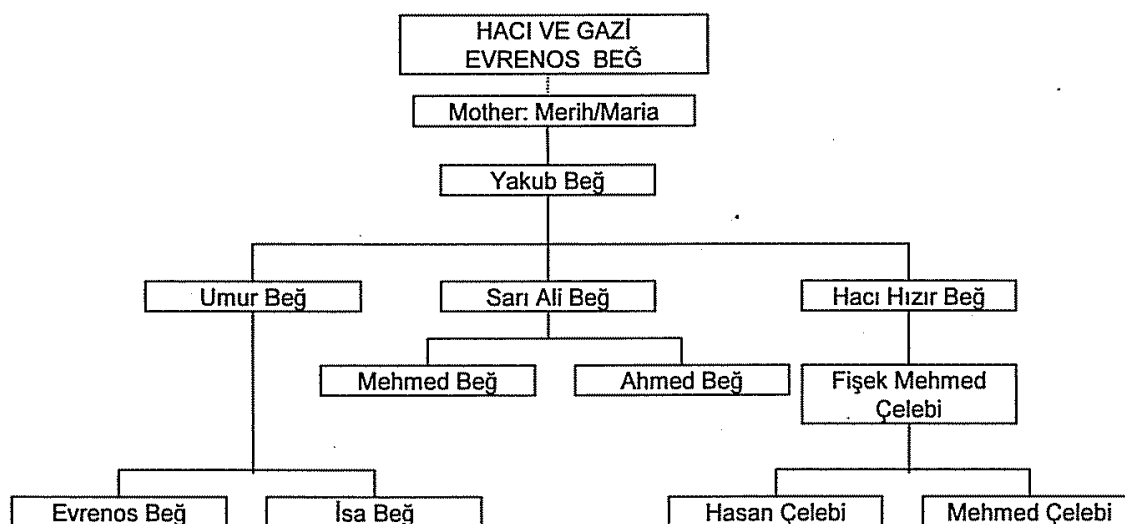 HACI VE GAZİ
EVRENOS BEĞ
Mother: Merih/Maria
Yakub Beğ
Umur Beğ
Sarı Ali Beğ
Hacı Hızır Beğ
Mehmed Beğ
Ahmed Beğ
Fişek Mehmed
Çelebi
Evrenos Beğ
İsa Beğ
Hasan Çelebi
Mehmed Çelebi